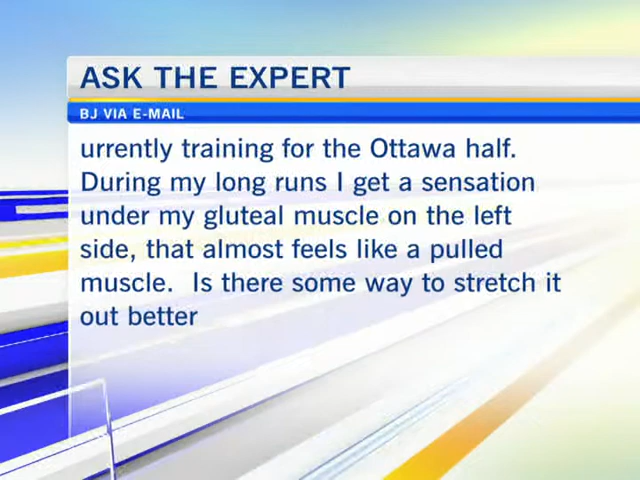 ASK THE EXPERT
BJ VIA E-MAIL
urrently training for the Ottawa half.
During my long runs I get a sensation
under my gluteal muscle on the left
side, that almost feels like a pulled
muscle.  Is there some way to stretch it
out better